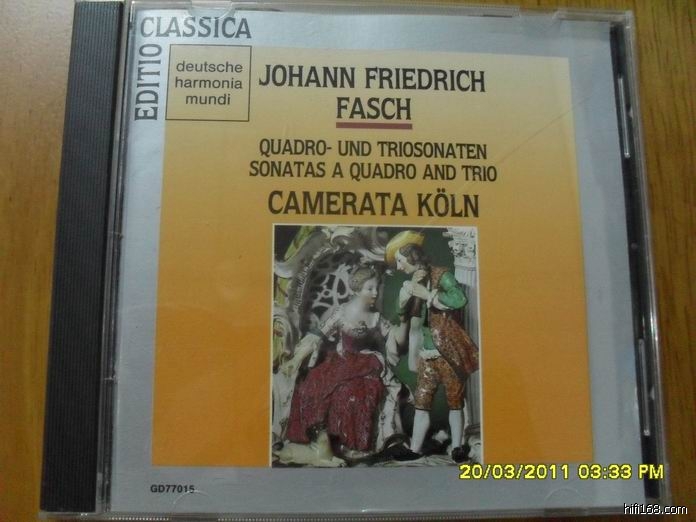 EDITIO CLASSICA
deutsche
harmonia
mundi
JOHANN FRIEDRICH
FASCH
QUADRO- UND TRIOSONATEN
SONATAS A QUADRO AND TRIO
CAMERATA KÖLN
GD77015
20/03/2011 03:33 PM
hifi168.com